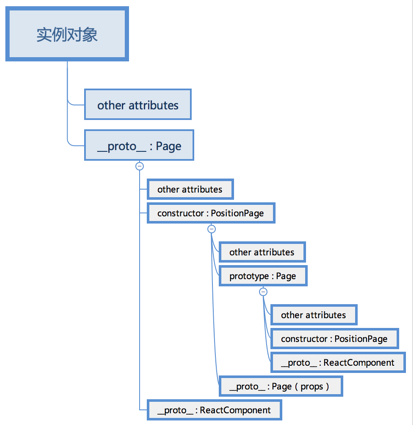 实例对象
other attributes
__proto__ : Page
other attributes
constructor : PositionPage
other attributes
prototype : Page
other attributes
constructor : PositionPage
__proto__ : ReactComponent
__proto__ : Page ( props )
__proto__ : ReactComponent